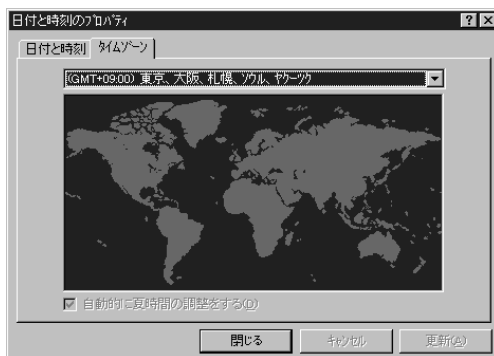 日付と時刻のプロパティ
日付と時刻 タイムゾーン
(GMT+09:00) 東京、大阪、札幌、ソウル、ヤクーツク
自動的に夏時間の調整をする(D)
閉じる キャンセル 更新(A)